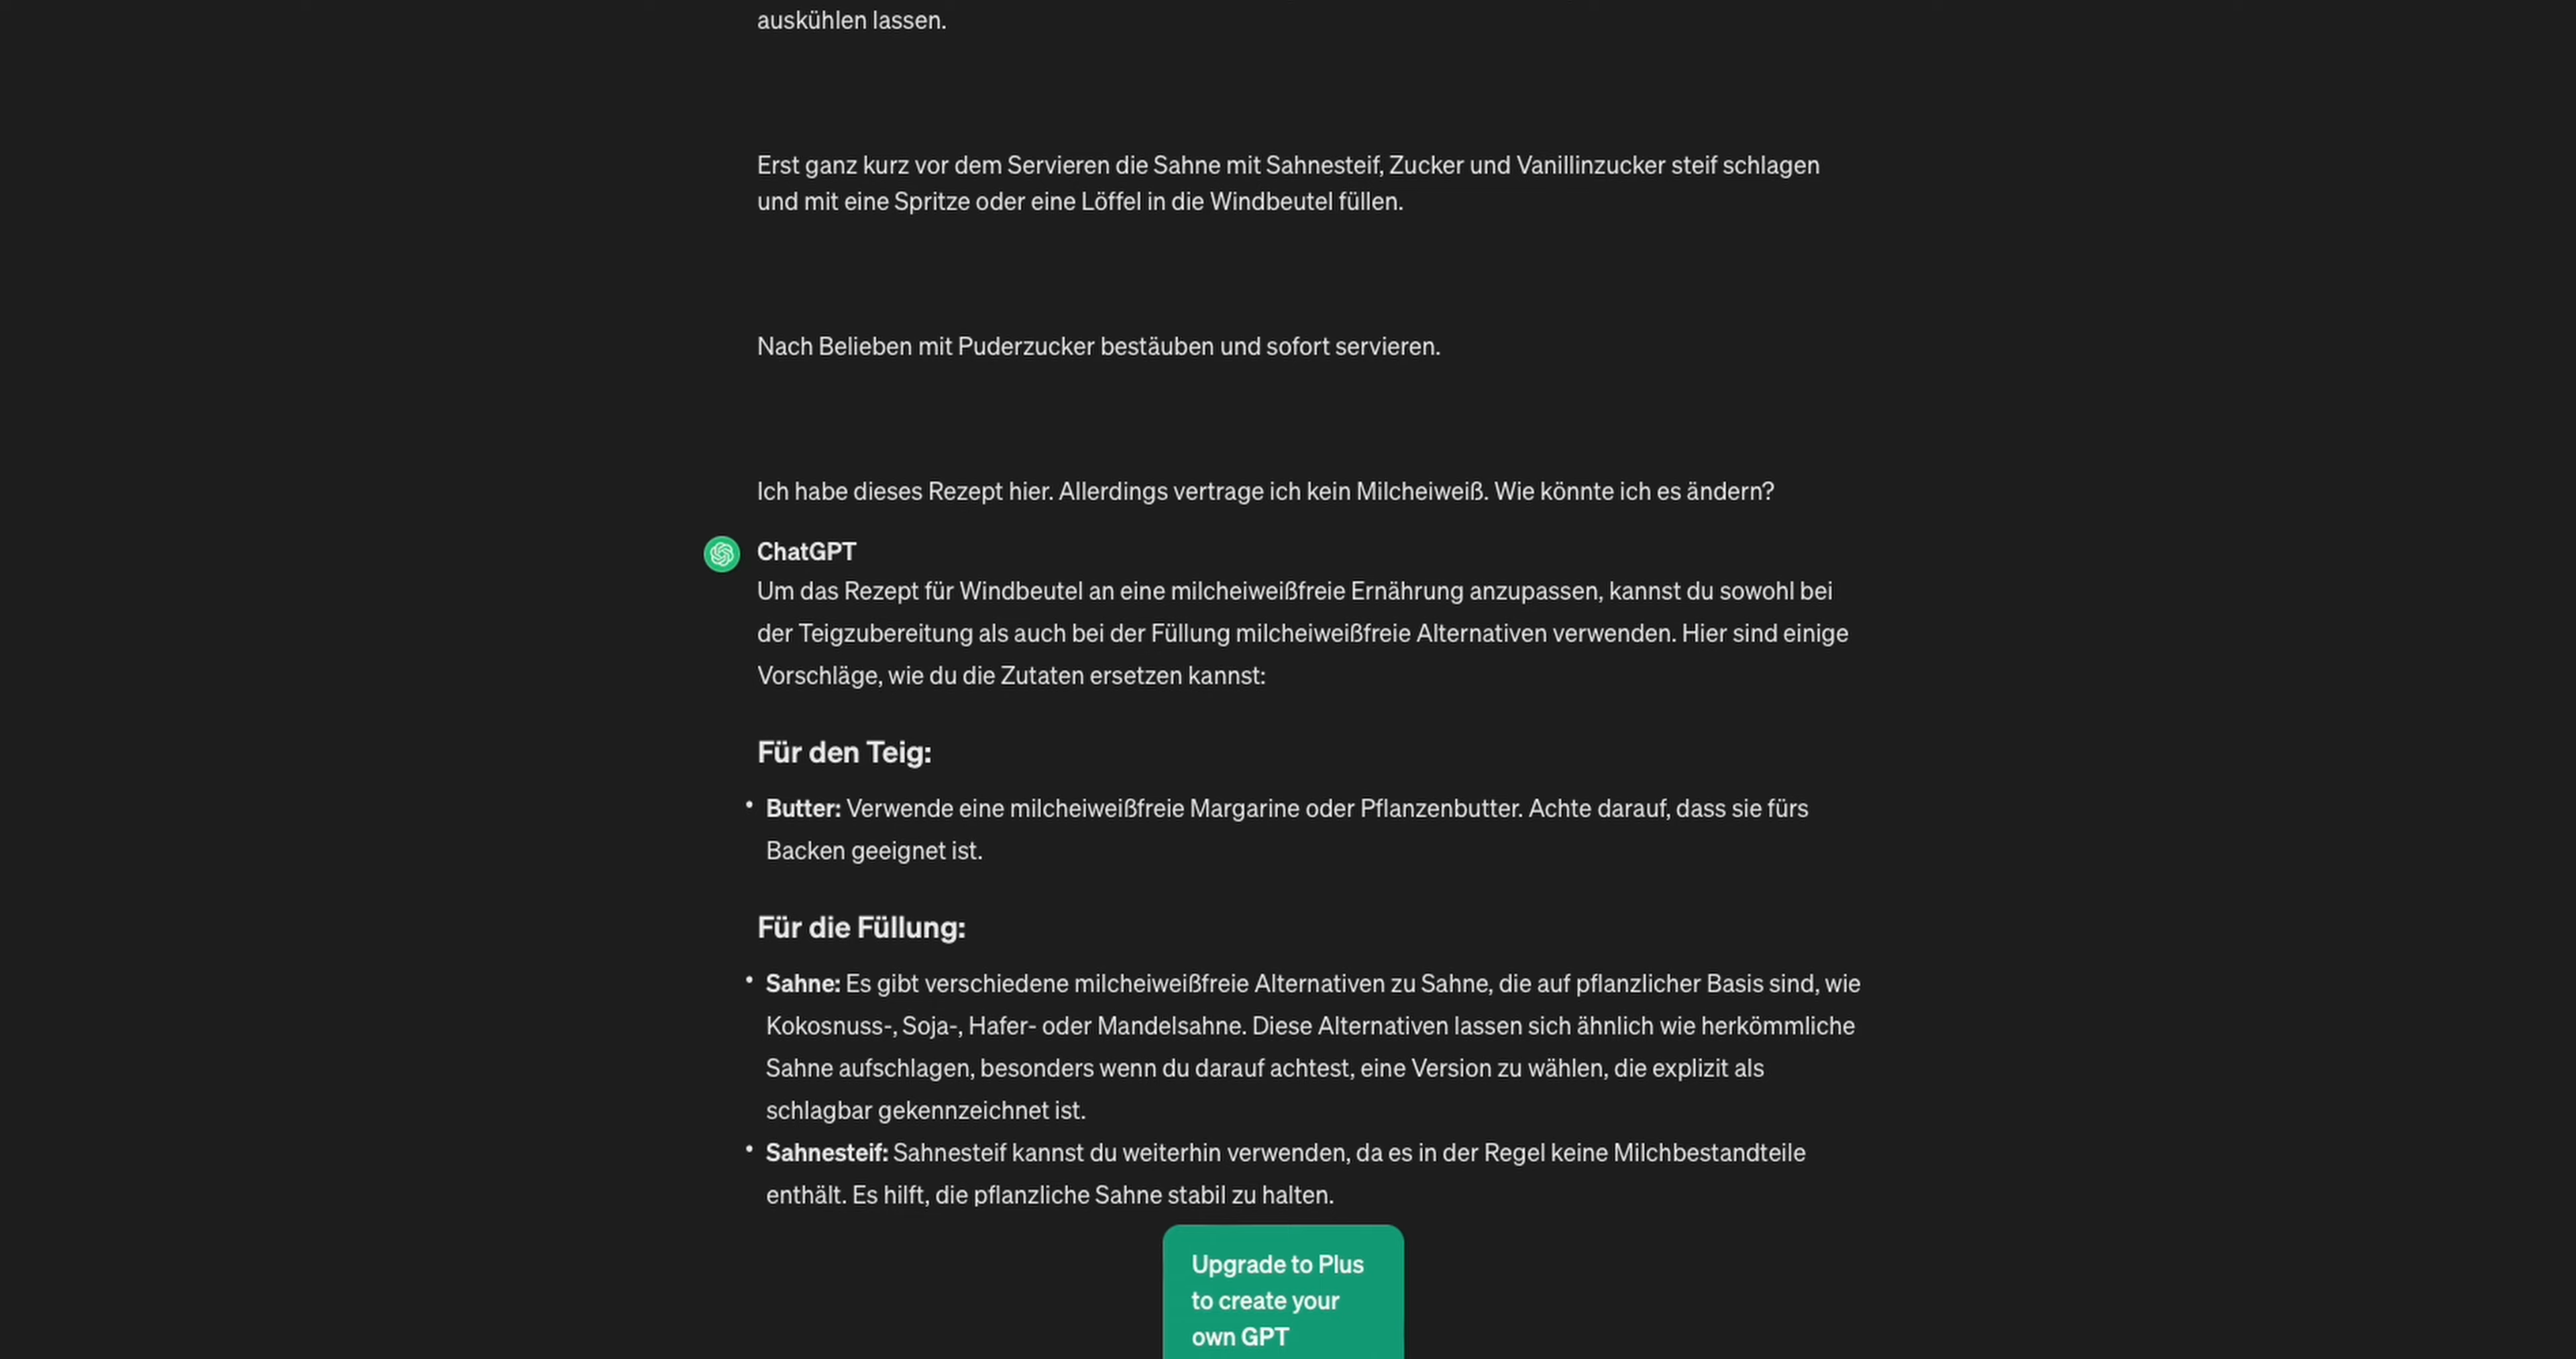 auskühlen lassen.
Erst ganz kurz vor dem Servieren die Sahne mit Sahnesteif, Zucker und Vanillinzucker steif schlagen
und mit eine Spritze oder eine Löffel in die Windbeutel füllen.
Nach Belieben mit Puderzucker bestäuben und sofort servieren.
Ich habe dieses Rezept hier. Allerdings vertrage ich kein Milcheiweiß. Wie könnte ich es ändern?
ChatGPT
Um das Rezept für Windbeutel an eine milcheiweißfreie Ernährung anzupassen, kannst du sowohl bei
der Teigzubereitung als auch bei der Füllung milcheiweißfreie Alternativen verwenden. Hier sind einige
Vorschläge, wie du die Zutaten ersetzen kannst:
Für den Teig:
• Butter: Verwende eine milcheiweißfreie Margarine oder Pflanzenbutter. Achte darauf, dass sie fürs
Backen geeignet ist.
Für die Füllung:
• Sahne: Es gibt verschiedene milcheiweißfreie Alternativen zu Sahne, die auf pflanzlicher Basis sind, wie
Kokosnuss-, Soja-, Hafer- oder Mandelsahne. Diese Alternativen lassen sich ähnlich wie herkömmliche
Sahne aufschlagen, besonders wenn du darauf achtest, eine Version zu wählen, die explizit als
schlagbar gekennzeichnet ist.
• Sahnesteif: Sahnesteif kannst du weiterhin verwenden, da es in der Regel keine Milchbestandteile
enthält. Es hilft, die pflanzliche Sahne stabil zu halten.
Upgrade to Plus
to create your
own GPT